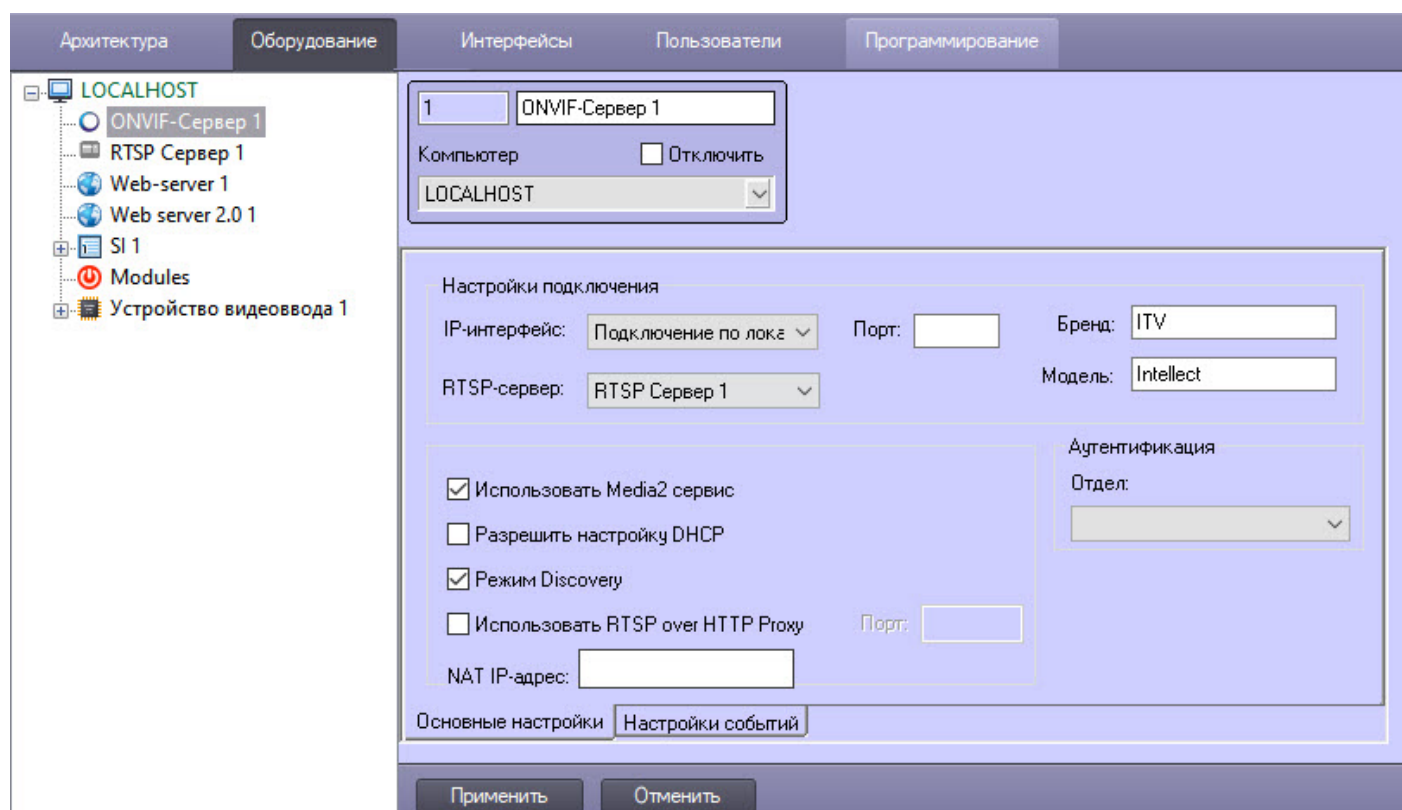 Архитектура Оборудование Интерфейсы Пользователи Программирование
LOCALHOST
ONVIF-Сервер 1
RTSP Сервер 1
Web-server 1
Web server 2.0 1
SI 1
Modules
Устройство видеоввода 1
1 ONVIF-Сервер 1
Компьютер Отключить
LOCALHOST
Настройки подключения
IP-интерфейс: Подключение по лока Порт: Бренд: ITV
RTSP-сервер: RTSP Сервер 1 Модель: Intellect
Аутентификация
Отдел:
Использовать Media2 сервис
Разрешить настройку DHCP
Режим Discovery
Использовать RTSP over HTTP Proxy Порт:
NAT IP-адрес:
Основные настройки Настройки событий
Применить Отменить